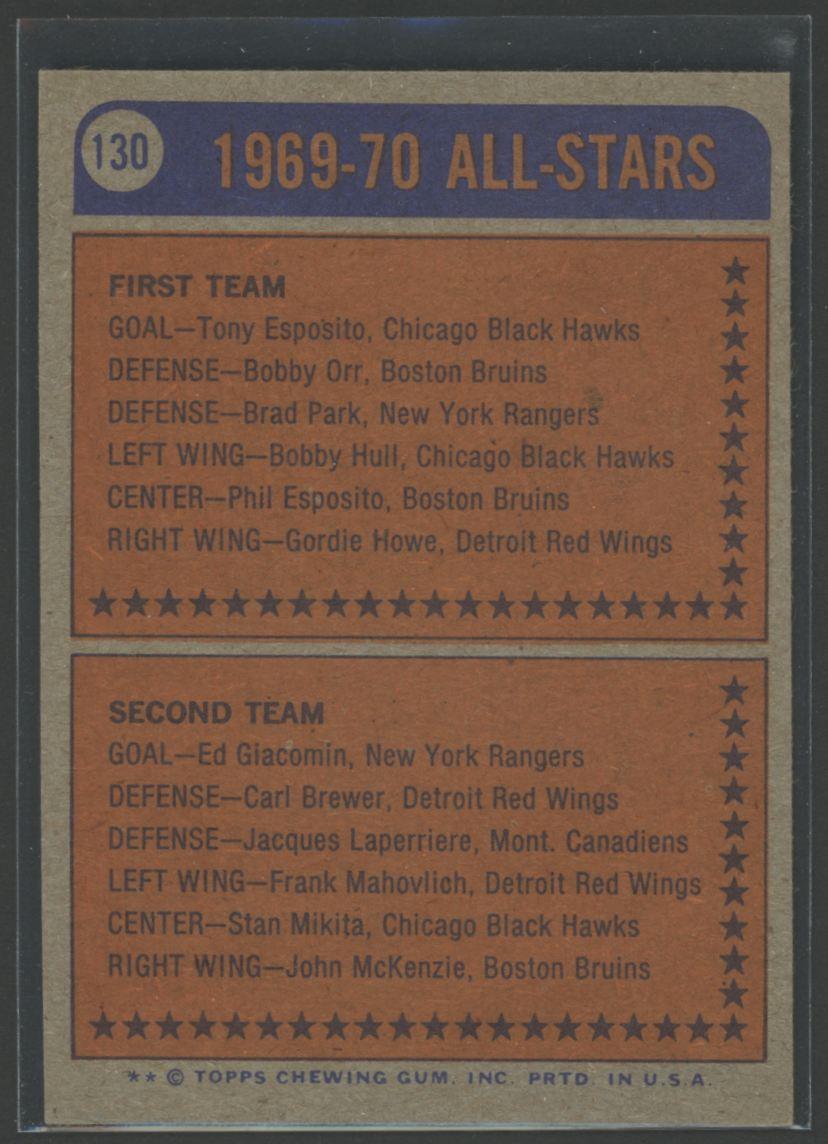 130
1969-70 ALL-STARS
FIRST TEAM
GOAL—Tony Esposito, Chicago Black Hawks
DEFENSE—Bobby Orr, Boston Bruins
DEFENSE—Brad Park, New York Rangers
LEFT WING—Bobby Hull, Chicago Black Hawks
CENTER—Phil Esposito, Boston Bruins
RIGHT WING—Gordie Howe, Detroit Red Wings
SECOND TEAM
GOAL—Ed Giacomin, New York Rangers
DEFENSE—Carl Brewer, Detroit Red Wings
DEFENSE—Jacques Laperriere, Mont. Canadiens
LEFT WING—Frank Mahovlich, Detroit Red Wings
CENTER—Stan Mikita, Chicago Black Hawks
RIGHT WING—John McKenzie, Boston Bruins
** © TOPPS CHEWING GUM, INC. PRTD. IN U.S.A.